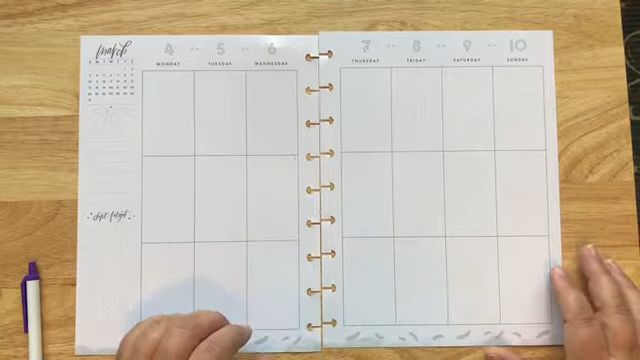 march
4 5 6
MONDAY TUESDAY WEDNESDAY
7 8 9 10
THURSDAY FRIDAY SATURDAY SUNDAY
don't forget